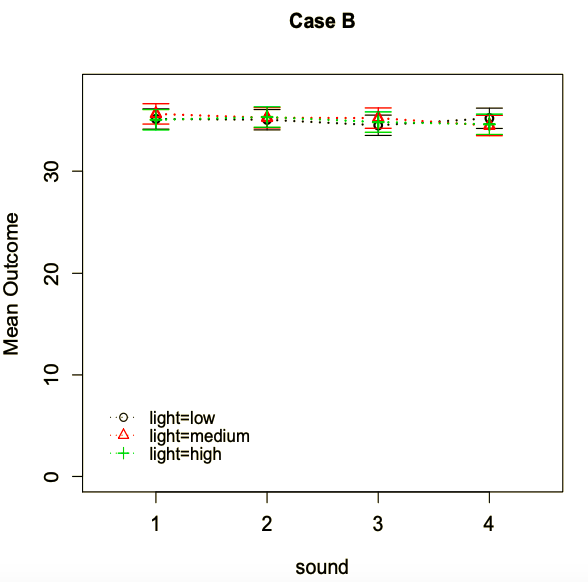 Case B
Mean Outcome
30
20
10
0
light=low
light=medium
light=high
1 2 3 4
sound